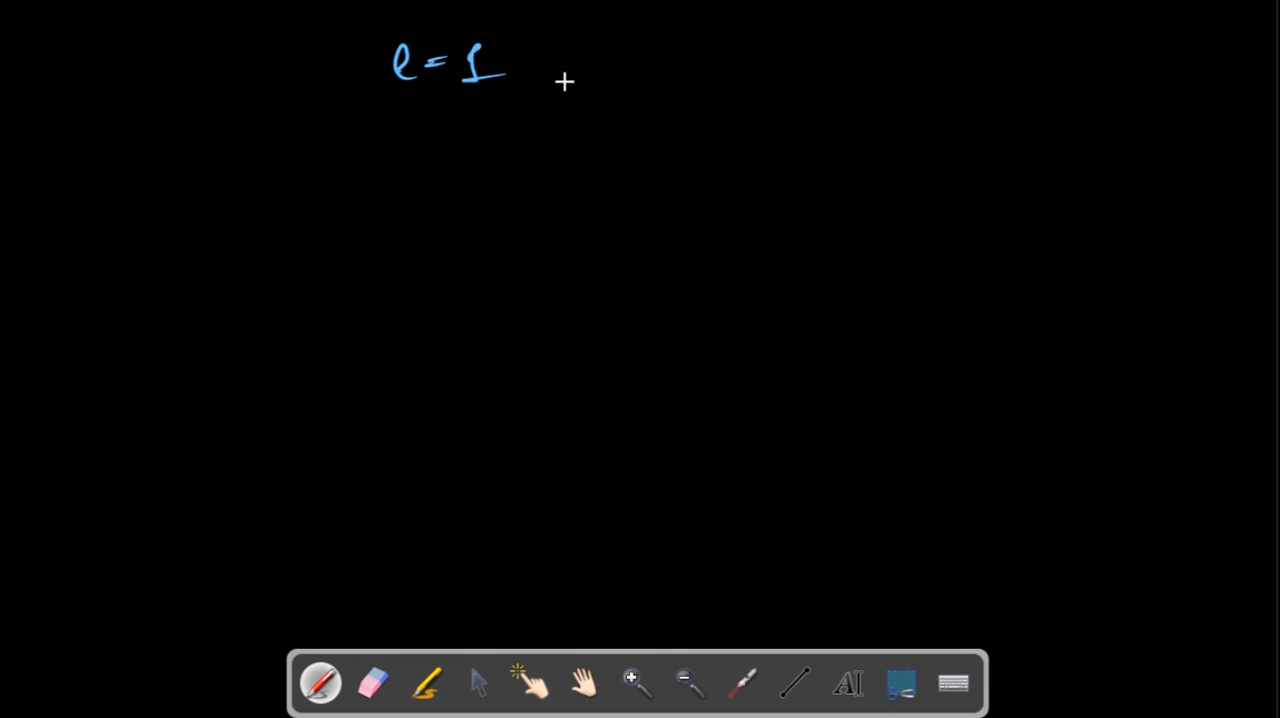 e = 1